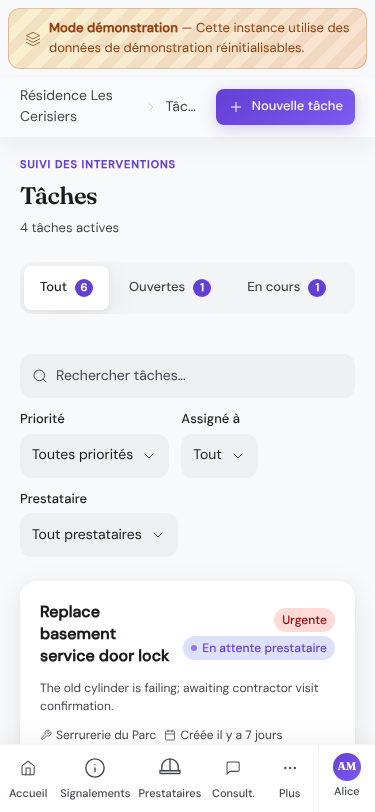 Mode démonstration — Cette instance utilise des
données de démonstration réinitialisables.
Résidence Les
Cerisiers
Tâc...
Nouvelle tâche
SUIVI DES INTERVENTIONS
Tâches
4 tâches actives
Tout 6
Ouvertes 1
En cours 1
Rechercher tâches...
Priorité
Assigné à
Toutes priorités
Tout
Prestataire
Tout prestataires
Replace
basement
service door lock
Urgente
En attente prestataire
The old cylinder is failing; awaiting contractor visit
confirmation.
Serrurerie du Parc
Créée il y a 7 jours
Accueil
Signalements
Prestataires
Consult.
Plus
AM
Alice